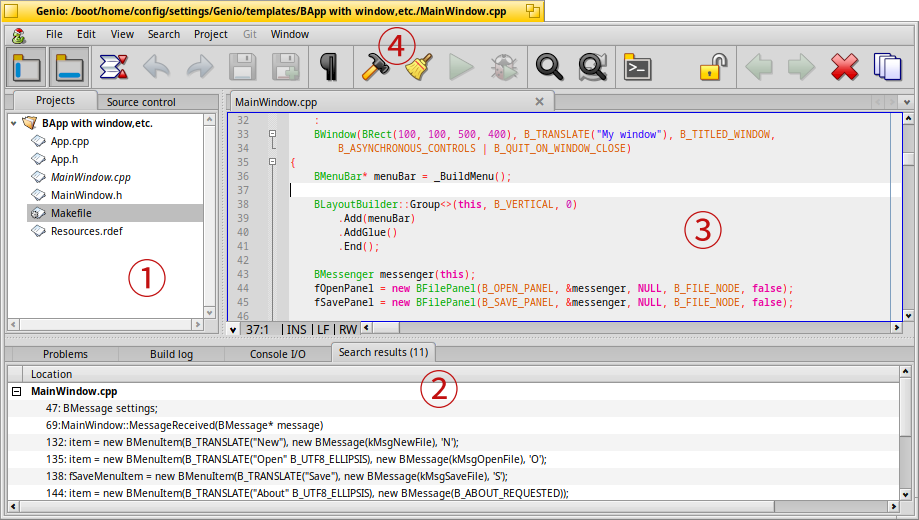 Genio: /boot/home/config/settings/Genio/templates/BApp with window,etc./MainWindow.cpp
File Edit View Search Project Git Window
④
Projects Source control
BApp with window,etc.
App.cpp
App.h
MainWindow.cpp
MainWindow.h
Makefile
Resources.rdef
①
MainWindow.cpp
32 :
33 BWindow(BRect(100, 100, 500, 400), B_TRANSLATE("My window"), B_TITLED_WINDOW,
34 B_ASYNCHRONOUS_CONTROLS | B_QUIT_ON_WINDOW_CLOSE)
35 {
36 BMenuBar* menuBar = _BuildMenu();
37
38 BLayoutBuilder::Group<>(this, B_VERTICAL, 0)
39 .Add(menuBar)
40 .AddGlue()
41 .End();
42
43 BMessenger messenger(this);
44 fOpenPanel = new BFilePanel(B_OPEN_PANEL, &messenger, NULL, B_FILE_NODE, false);
45 fSavePanel = new BFilePanel(B_SAVE_PANEL, &messenger, NULL, B_FILE_NODE, false);
46
③
37:1 | INS | LF | RW
Problems Build log Console I/O Search results (11)
Location
②
MainWindow.cpp
47: BMessage settings;
69:MainWindow::MessageReceived(BMessage* message)
132: item = new BMenuItem(B_TRANSLATE("New"), new BMessage(kMsgNewFile), 'N');
135: item = new BMenuItem(B_TRANSLATE("Open" B_UTF8_ELLIPSIS), new BMessage(kMsgOpenFile), 'O');
138: fSaveMenuItem = new BMenuItem(B_TRANSLATE("Save"), new BMessage(kMsgSaveFile), 'S');
144: item = new BMenuItem(B_TRANSLATE("About" B_UTF8_ELLIPSIS), new BMessage(B_ABOUT_REQUESTED));